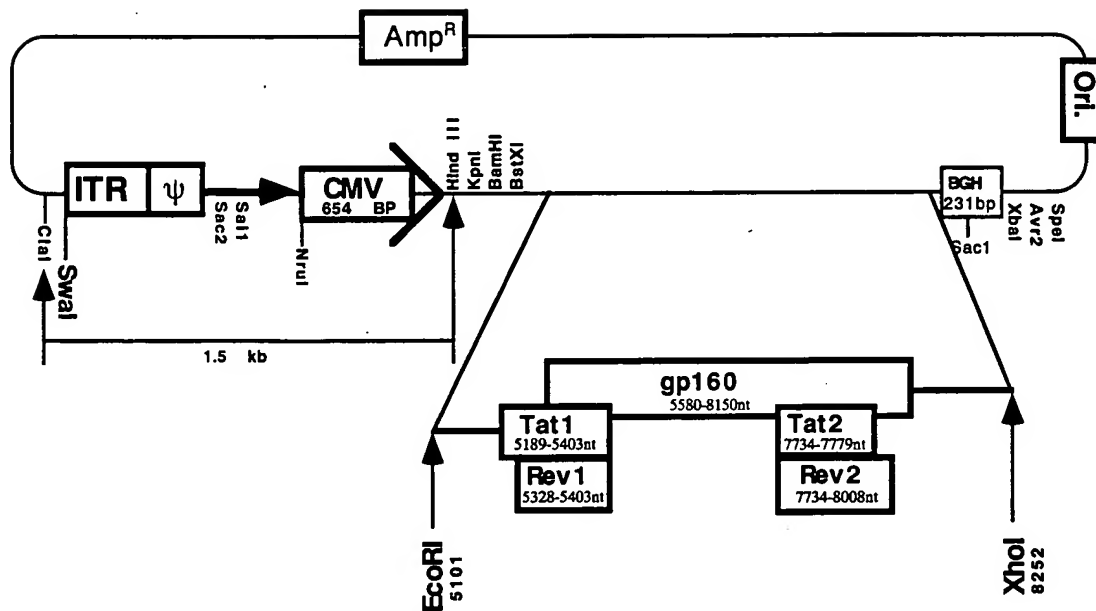 Amp^R
Ori.
HInd III
KpnI
BamHI
BstXI
ITR
Ψ
Sac2
Sal1
CMV
654 BP
NruI
BGH
231bp
Sac1
XbaI
Avr2
SpeI
ClaI
SwaI
1.5 kb
gp160
5580-8150nt
Tat1
5189-5403nt
Rev1
5328-5403nt
Tat2
7734-7779nt
Rev2
7734-8008nt
EcoRI
5101
XhoI
8252